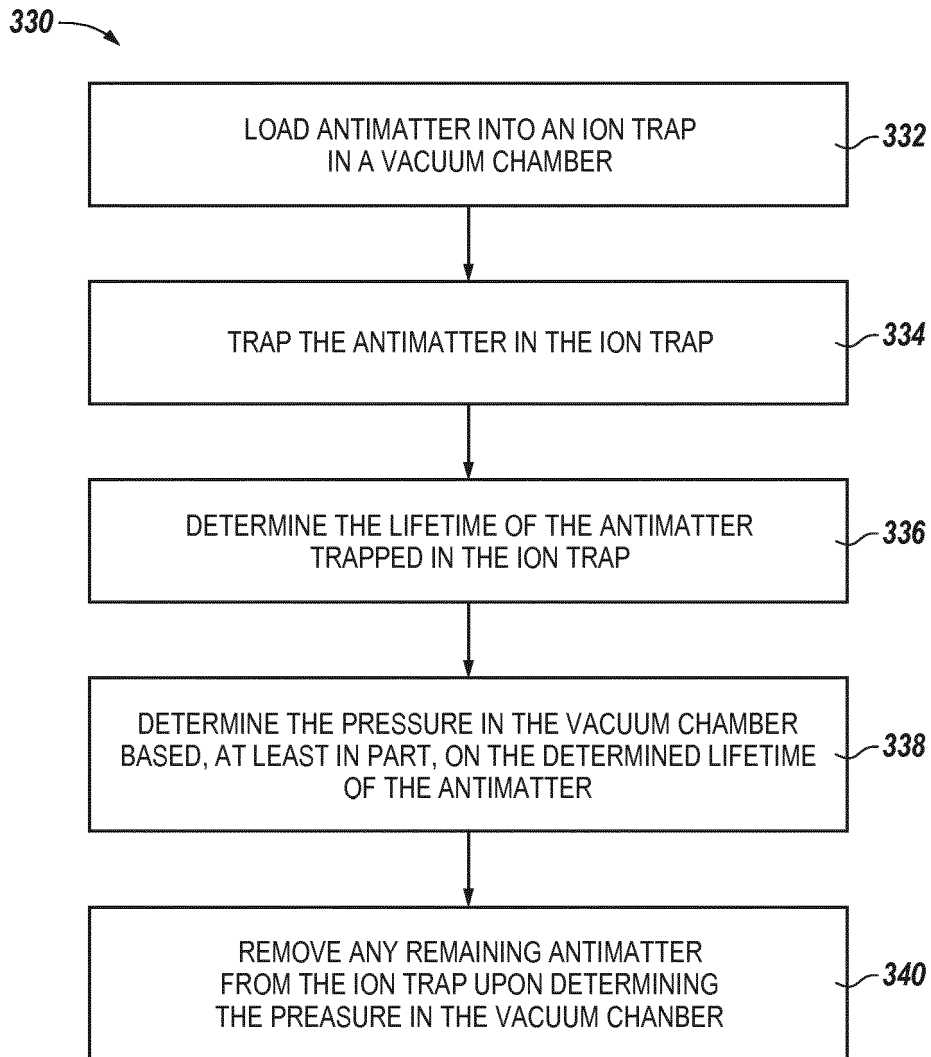 330
LOAD ANTIMATTER INTO AN ION TRAP
IN A VACUUM CHAMBER
332
TRAP THE ANTIMATTER IN THE ION TRAP
334
DETERMINE THE LIFETIME OF THE ANTIMATTER
TRAPPED IN THE ION TRAP
336
DETERMINE THE PRESSURE IN THE VACUUM CHAMBER
BASED, AT LEAST IN PART, ON THE DETERMINED LIFETIME
OF THE ANTIMATTER
338
REMOVE ANY REMAINING ANTIMATTER
FROM THE ION TRAP UPON DETERMINING
THE PREASURE IN THE VACUUM CHANBER
340